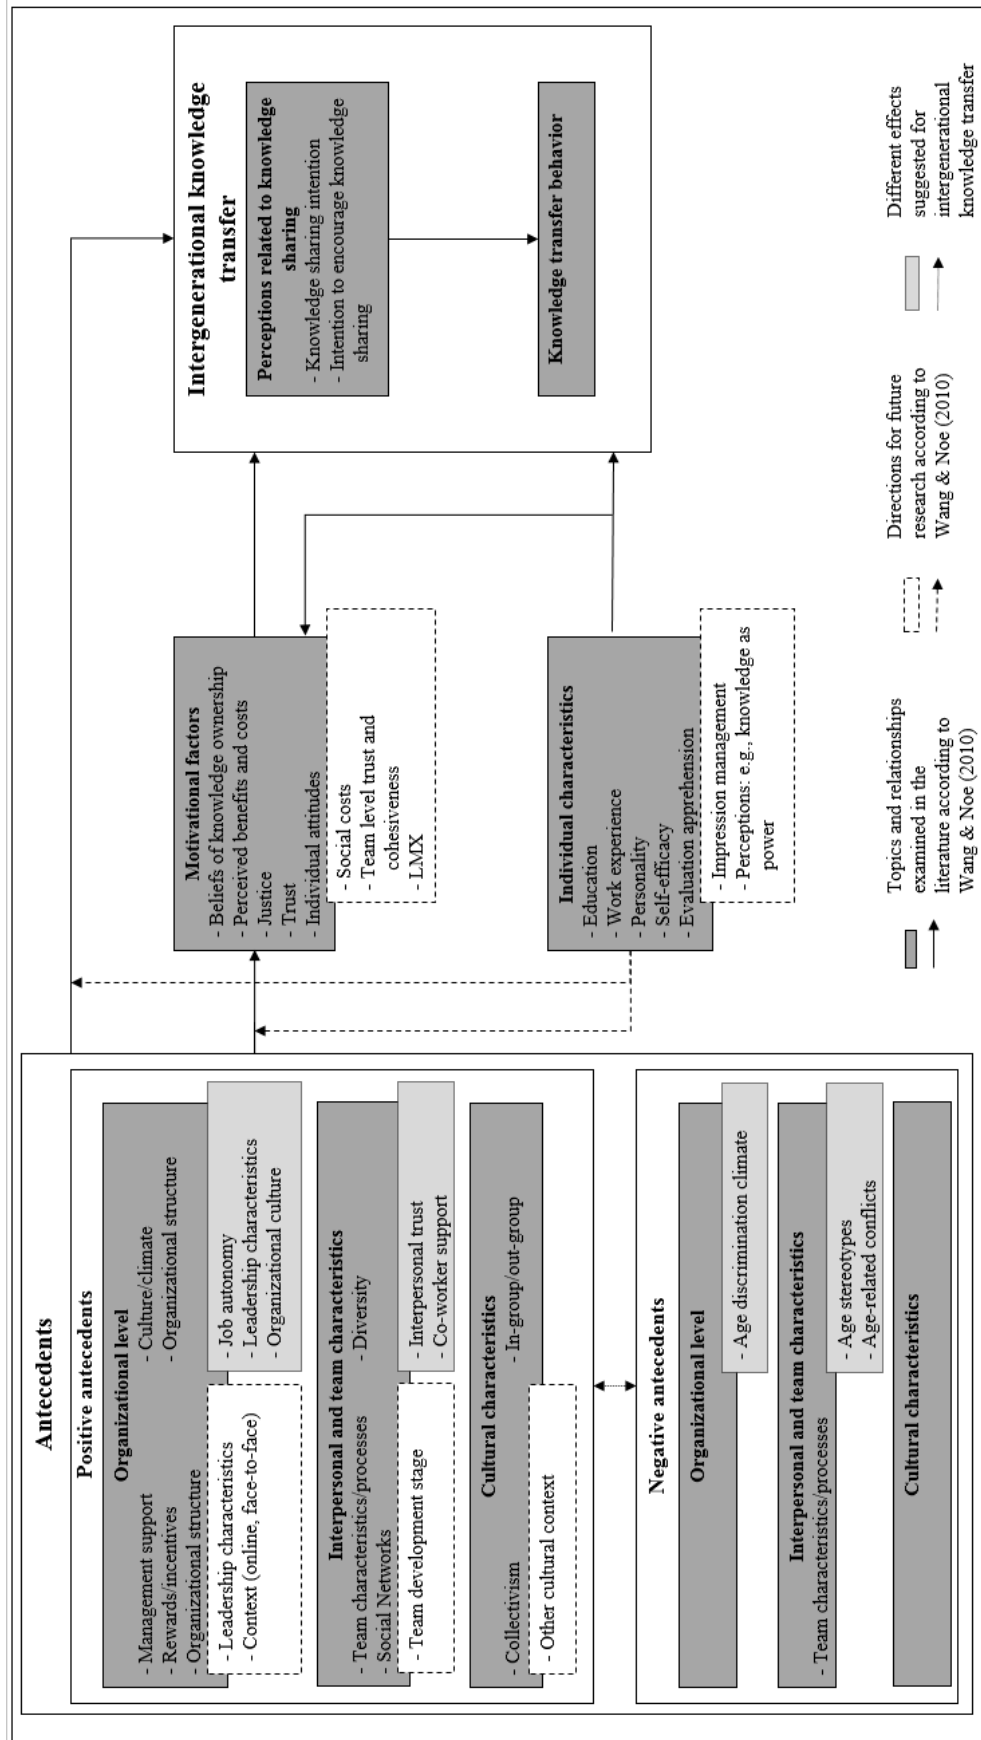 Antecedents
Positive antecedents
Organizational level
- Management support
- Rewards/incentives
- Organizational structure
- Culture/climate
- Organizational structure
- Leadership characteristics
- Context (online, face-to-face)
- Job autonomy
- Leadership characteristics
- Organizational culture
Interpersonal and team characteristics
- Team characteristics/processes
- Social Networks
- Diversity
- Team development stage
- Interpersonal trust
- Co-worker support
Cultural characteristics
- Collectivism
- In-group/out-group
- Other cultural context
Negative antecedents
Organizational level
- Age discrimination climate
Interpersonal and team characteristics
- Team characteristics/processes
- Age stereotypes
- Age-related conflicts
Cultural characteristics
Motivational factors
- Beliefs of knowledge ownership
- Perceived benefits and costs
- Justice
- Trust
- Individual attitudes
- Social costs
- Team level trust and
cohesiveness
- LMX
Individual characteristics
- Education
- Work experience
- Personality
- Self-efficacy
- Evaluation apprehension
- Impression management
- Perceptions: e.g., knowledge as
power
Intergenerational knowledge
transfer
Perceptions related to knowledge
sharing
- Knowledge sharing intention
- Intention to encourage knowledge
sharing
Knowledge transfer behavior
Topics and relationships
examined in the
literature according to
Wang & Noe (2010)
Directions for future
research according to
Wang & Noe (2010)
Different effects
suggested for
intergenerational
knowledge transfer